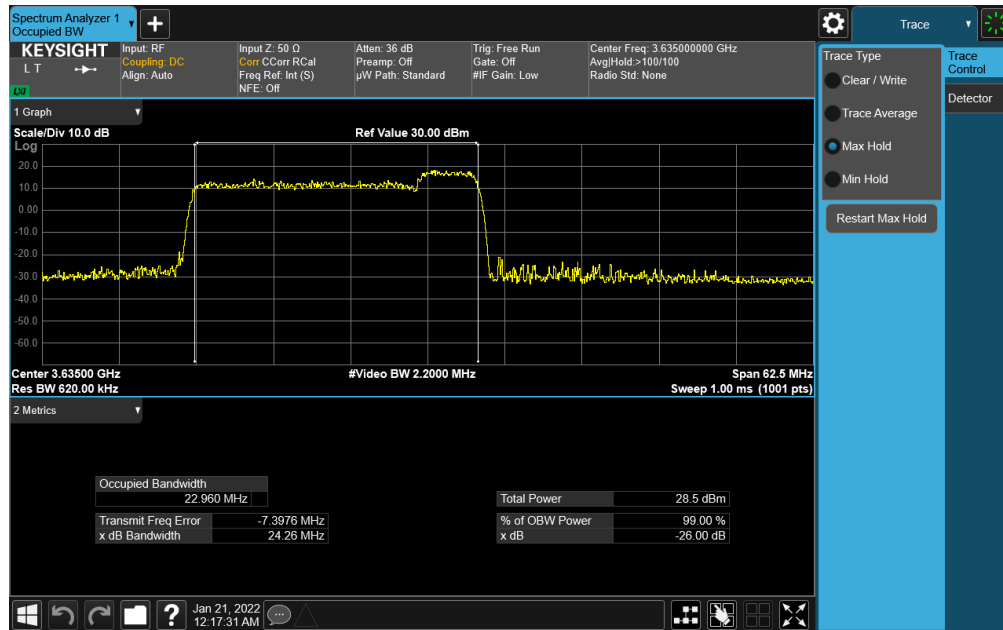 Spectrum Analyzer 1
Occupied BW
Trace
KEYSIGHT
L T
LXI
Input: RF
Coupling: DC
Align: Auto
Input Z: 50 Ω
Corr CCorr RCal
Freq Ref: Int (S)
NFE: Off
Atten: 36 dB
Preamp: Off
µW Path: Standard
Trig: Free Run
Gate: Off
#IF Gain: Low
Center Freq: 3.635000000 GHz
Avg|Hold:>100/100
Radio Std: None
Trace Type
Clear / Write
Trace Average
Max Hold
Min Hold
Restart Max Hold
Trace
Control
Detector
1 Graph
Scale/Div 10.0 dB
Ref Value 30.00 dBm
Log
20.0
10.0
0.00
-10.0
-20.0
-30.0
-40.0
-50.0
-60.0
Center 3.63500 GHz
#Video BW 2.2000 MHz
Span 62.5 MHz
Res BW 620.00 kHz
Sweep 1.00 ms (1001 pts)
2 Metrics
Occupied Bandwidth
22.960 MHz
Total Power 28.5 dBm
Transmit Freq Error -7.3976 MHz
% of OBW Power 99.00 %
x dB Bandwidth 24.26 MHz
x dB -26.00 dB
Jan 21, 2022
12:17:31 AM